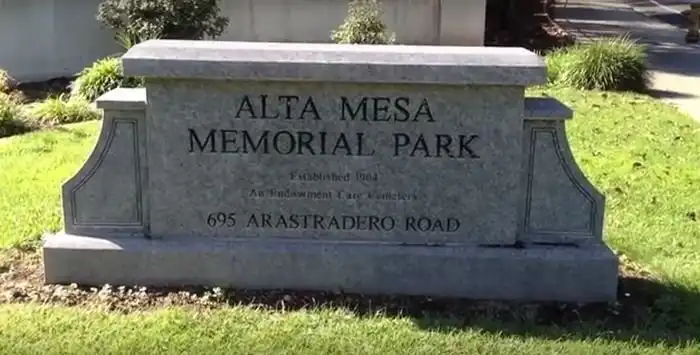 ALTA MESA
MEMORIAL PARK
Established 1904
An Endowment Care Cemetery
695 ARASTRADERO ROAD